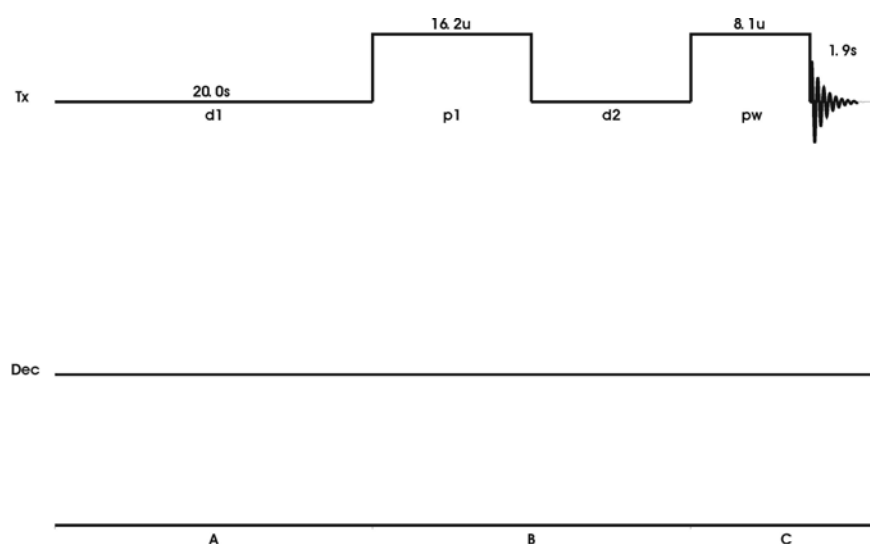 16.2u 8.1u
1.9s
Tx 20.0s
d1 p1 d2 pw
Dec
A B C